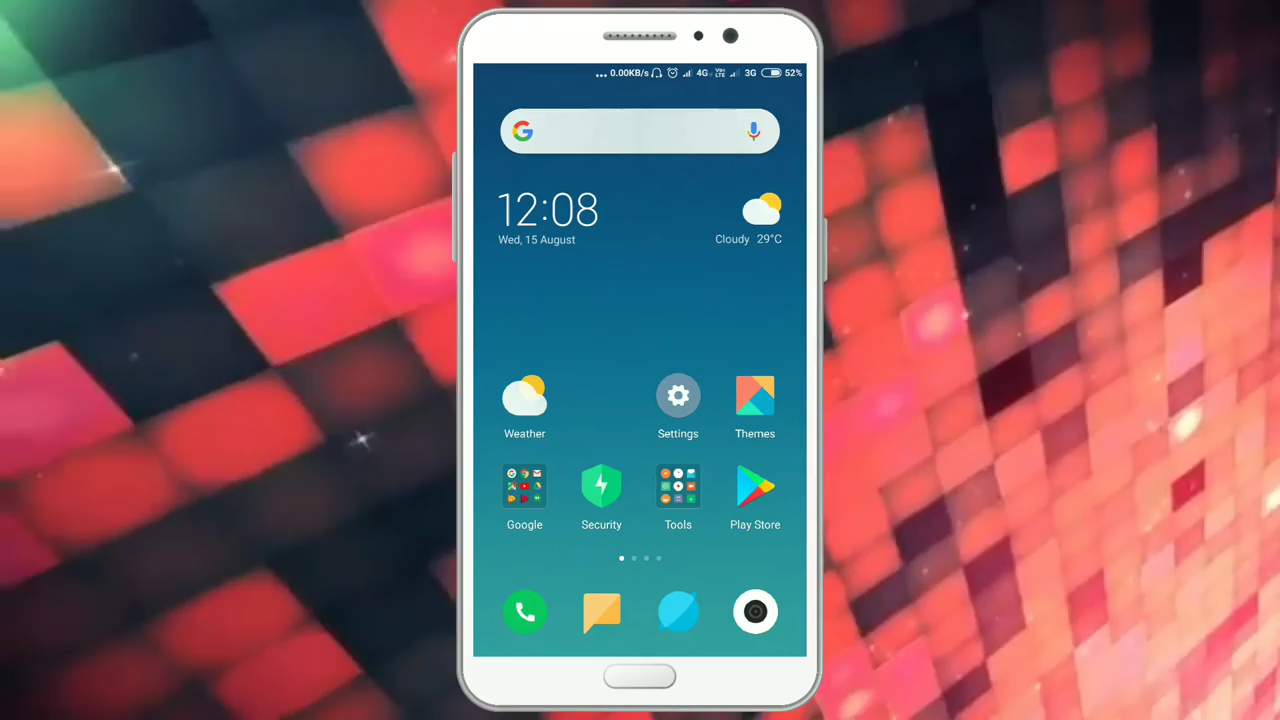 ... 0.00KB/s 4G VoLTE 3G 52%
12:08
Wed, 15 August
Cloudy 29°C
Weather
Settings
Themes
Google
Security
Tools
Play Store